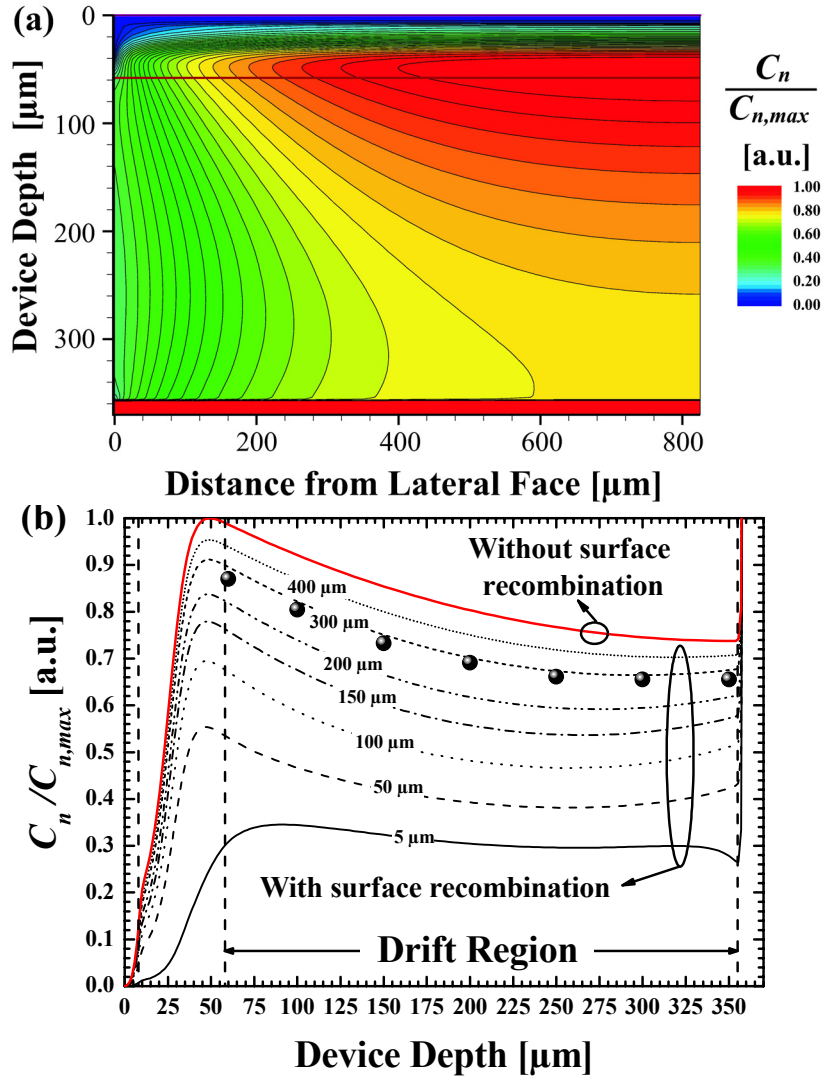 (a)
0
100
200
300
Device Depth [µm]
0 200 400 600 800
Distance from Lateral Face [µm]
Cn
Cn,max
[a.u.]
1.00
0.80
0.60
0.40
0.20
0.00
(b)
1.0
0.9
0.8
0.7
0.6
0.5
0.4
0.3
0.2
0.1
0.0
Cn/Cn,max [a.u.]
Without surface
recombination
400 µm
300 µm
200 µm
150 µm
100 µm
50 µm
5 µm
With surface recombination
Drift Region
0 25 50 75 100 125 150 175 200 225 250 275 300 325 350
Device Depth [µm]